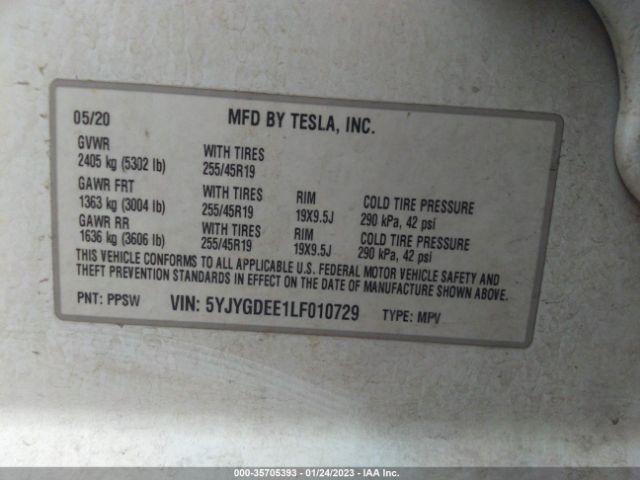 05/20 MFD BY TESLA, INC.
GVWR
2405 kg (5302 lb) WITH TIRES
255/45R19
GAWR FRT
1363 kg (3004 lb) WITH TIRES
255/45R19 RIM
19X9.5J COLD TIRE PRESSURE
290 kPa, 42 psi
GAWR RR
1636 kg (3606 lb) WITH TIRES
255/45R19 RIM
19X9.5J COLD TIRE PRESSURE
290 kPa, 42 psi
THIS VEHICLE CONFORMS TO ALL APPLICABLE U.S. FEDERAL MOTOR VEHICLE SAFETY AND
THEFT PREVENTION STANDARDS IN EFFECT ON THE DATE OF MANUFACTURE SHOWN ABOVE.
PNT: PPSW VIN: 5YJYGDEE1LF010729 TYPE: MPV
000-35705393 - 01/24/2023 - IAA Inc.